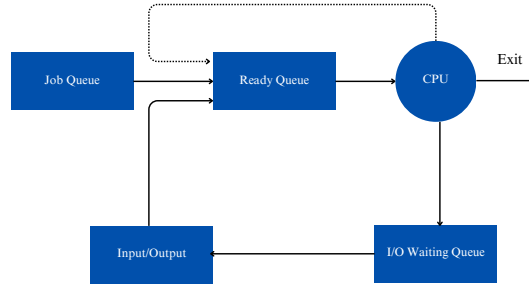 Exit
Job Queue
Ready Queue
CPU
Input/Output
I/O Waiting Queue